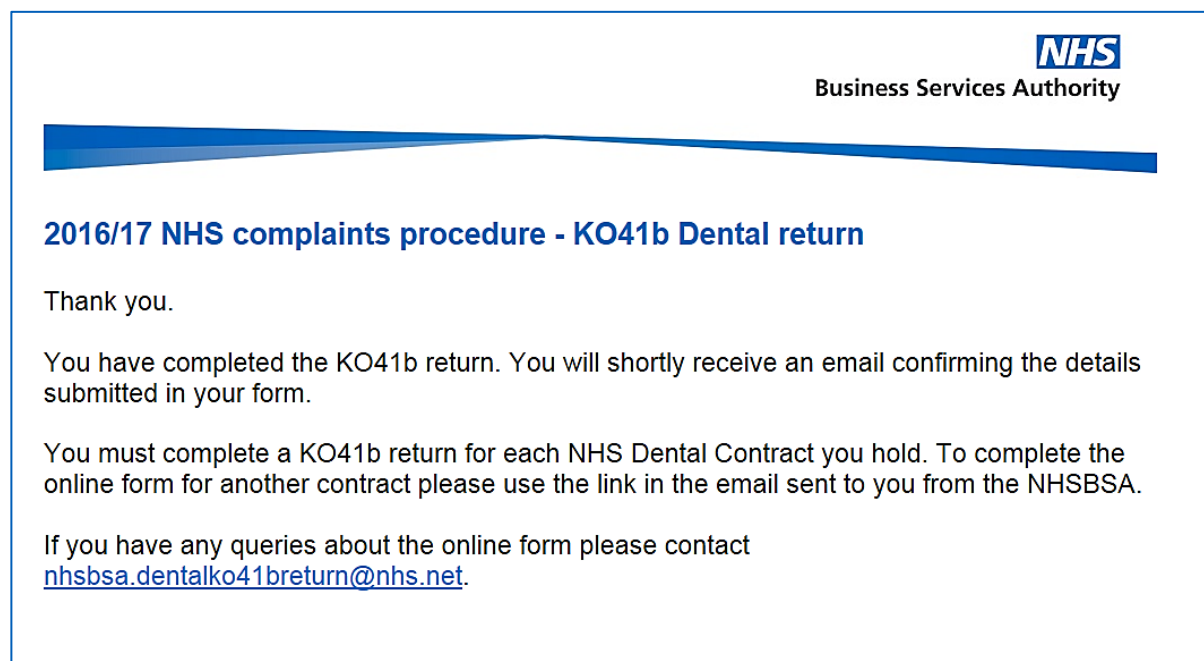 NHS
Business Services Authority
2016/17 NHS complaints procedure - KO41b Dental return
Thank you.
You have completed the KO41b return. You will shortly receive an email confirming the details
submitted in your form.
You must complete a KO41b return for each NHS Dental Contract you hold. To complete the
online form for another contract please use the link in the email sent to you from the NHSBSA.
If you have any queries about the online form please contact
nhsbsa.dentalko41breturn@nhs.net.